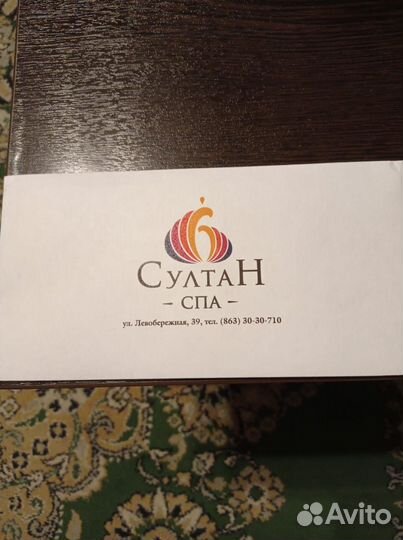 СултаН
– СПА –
ул. Левобережная, 39, тел. (863) 30-30-710
Avito